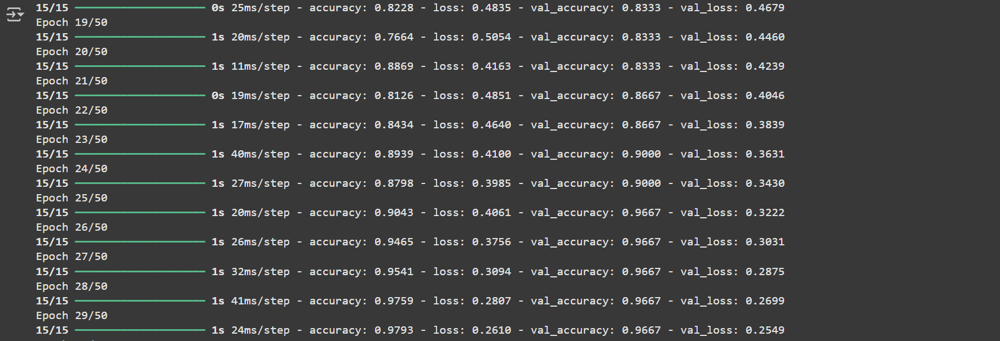 15/15 ━━━━━━━━━━━━━━━━━━━━ 0s 25ms/step - accuracy: 0.8228 - loss: 0.4835 - val_accuracy: 0.8333 - val_loss: 0.4679
Epoch 19/50
15/15 ━━━━━━━━━━━━━━━━━━━━ 1s 20ms/step - accuracy: 0.7664 - loss: 0.5054 - val_accuracy: 0.8333 - val_loss: 0.4460
Epoch 20/50
15/15 ━━━━━━━━━━━━━━━━━━━━ 1s 11ms/step - accuracy: 0.8869 - loss: 0.4163 - val_accuracy: 0.8333 - val_loss: 0.4239
Epoch 21/50
15/15 ━━━━━━━━━━━━━━━━━━━━ 0s 19ms/step - accuracy: 0.8126 - loss: 0.4851 - val_accuracy: 0.8667 - val_loss: 0.4046
Epoch 22/50
15/15 ━━━━━━━━━━━━━━━━━━━━ 1s 17ms/step - accuracy: 0.8434 - loss: 0.4640 - val_accuracy: 0.8667 - val_loss: 0.3839
Epoch 23/50
15/15 ━━━━━━━━━━━━━━━━━━━━ 1s 40ms/step - accuracy: 0.8939 - loss: 0.4100 - val_accuracy: 0.9000 - val_loss: 0.3631
Epoch 24/50
15/15 ━━━━━━━━━━━━━━━━━━━━ 1s 27ms/step - accuracy: 0.8798 - loss: 0.3985 - val_accuracy: 0.9000 - val_loss: 0.3430
Epoch 25/50
15/15 ━━━━━━━━━━━━━━━━━━━━ 1s 20ms/step - accuracy: 0.9043 - loss: 0.4061 - val_accuracy: 0.9667 - val_loss: 0.3222
Epoch 26/50
15/15 ━━━━━━━━━━━━━━━━━━━━ 1s 26ms/step - accuracy: 0.9465 - loss: 0.3756 - val_accuracy: 0.9667 - val_loss: 0.3031
Epoch 27/50
15/15 ━━━━━━━━━━━━━━━━━━━━ 1s 32ms/step - accuracy: 0.9541 - loss: 0.3094 - val_accuracy: 0.9667 - val_loss: 0.2875
Epoch 28/50
15/15 ━━━━━━━━━━━━━━━━━━━━ 1s 41ms/step - accuracy: 0.9759 - loss: 0.2807 - val_accuracy: 0.9667 - val_loss: 0.2699
Epoch 29/50
15/15 ━━━━━━━━━━━━━━━━━━━━ 1s 24ms/step - accuracy: 0.9793 - loss: 0.2610 - val_accuracy: 0.9667 - val_loss: 0.2549